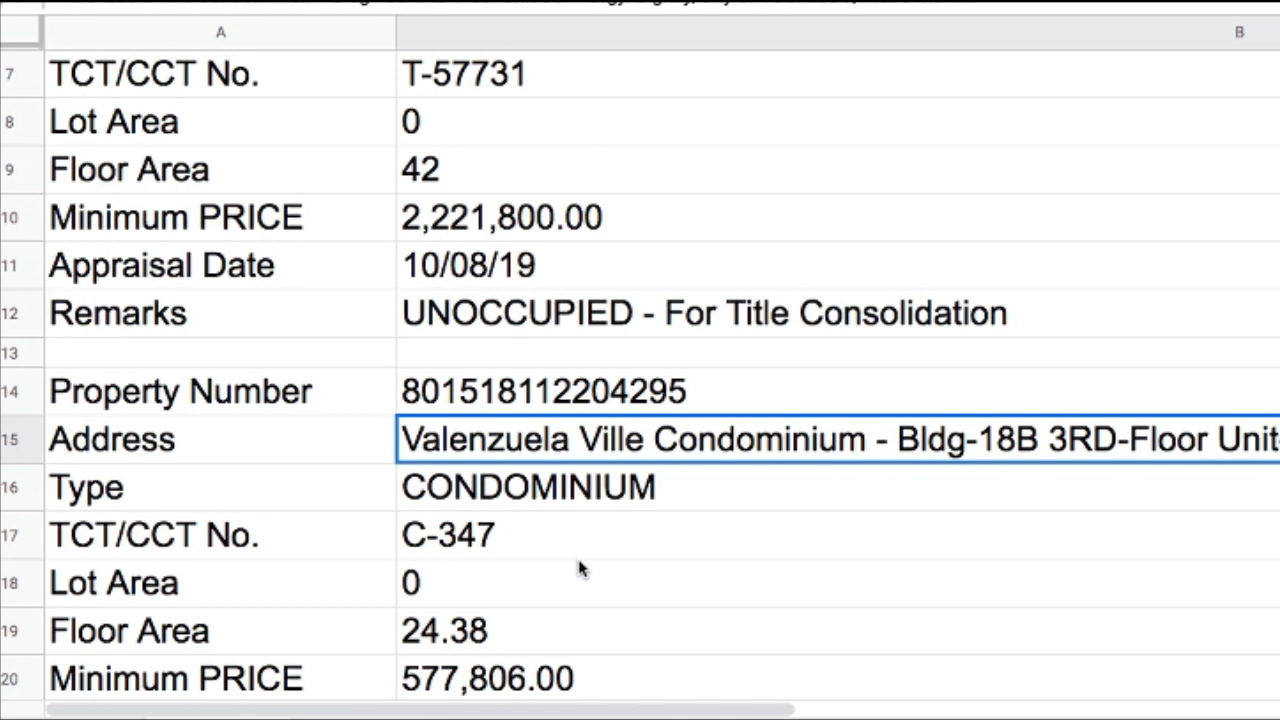 A B
7 TCT/CCT No. T-57731
8 Lot Area 0
9 Floor Area 42
10 Minimum PRICE 2,221,800.00
11 Appraisal Date 10/08/19
12 Remarks UNOCCUPIED - For Title Consolidation
13
14 Property Number 801518112204295
15 Address Valenzuela Ville Condominium - Bldg-18B 3RD-Floor Unit
16 Type CONDOMINIUM
17 TCT/CCT No. C-347
18 Lot Area 0
19 Floor Area 24.38
20 Minimum PRICE 577,806.00